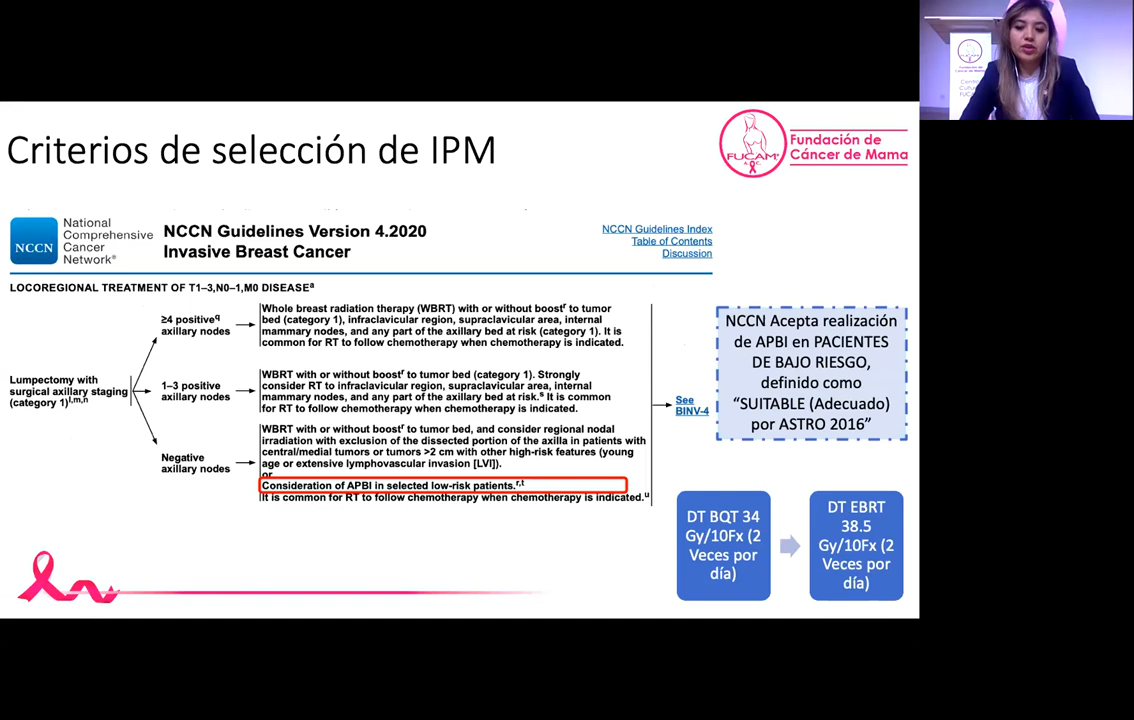 Criterios de selección de IPM
FUCAM
A. C.
Fundación de
Cáncer de Mama
NCCN
National
Comprehensive
Cancer
Network®
NCCN Guidelines Version 4.2020
Invasive Breast Cancer
NCCN Guidelines Index
Table of Contents
Discussion
LOCOREGIONAL TREATMENT OF T1–3,N0–1,M0 DISEASEa
Lumpectomy with
surgical axillary staging
(category 1)l,m,n
≥4 positiveq
axillary nodes
Whole breast radiation therapy (WBRT) with or without boostr to tumor
bed (category 1), infraclavicular region, supraclavicular area, internal
mammary nodes, and any part of the axillary bed at risk (category 1). It is
common for RT to follow chemotherapy when chemotherapy is indicated.
1–3 positive
axillary nodes
WBRT with or without boostr to tumor bed (category 1). Strongly
consider RT to infraclavicular region, supraclavicular area, internal
mammary nodes, and any part of the axillary bed at risk.s It is common
for RT to follow chemotherapy when chemotherapy is indicated.
Negative
axillary nodes
WBRT with or without boostr to tumor bed, and consider regional nodal
irradiation with exclusion of the dissected portion of the axilla in patients with
central/medial tumors or tumors >2 cm with other high-risk features (young
age or extensive lymphovascular invasion [LVI]).
or
Consideration of APBI in selected low-risk patients.r,t
It is common for RT to follow chemotherapy when chemotherapy is indicated.u
See
BINV-4
NCCN Acepta realización
de APBI en PACIENTES
DE BAJO RIESGO,
definido como
“SUITABLE (Adecuado)
por ASTRO 2016”
DT BQT 34
Gy/10Fx (2
Veces por
día)
DT EBRT
38.5
Gy/10Fx (2
Veces por
día)